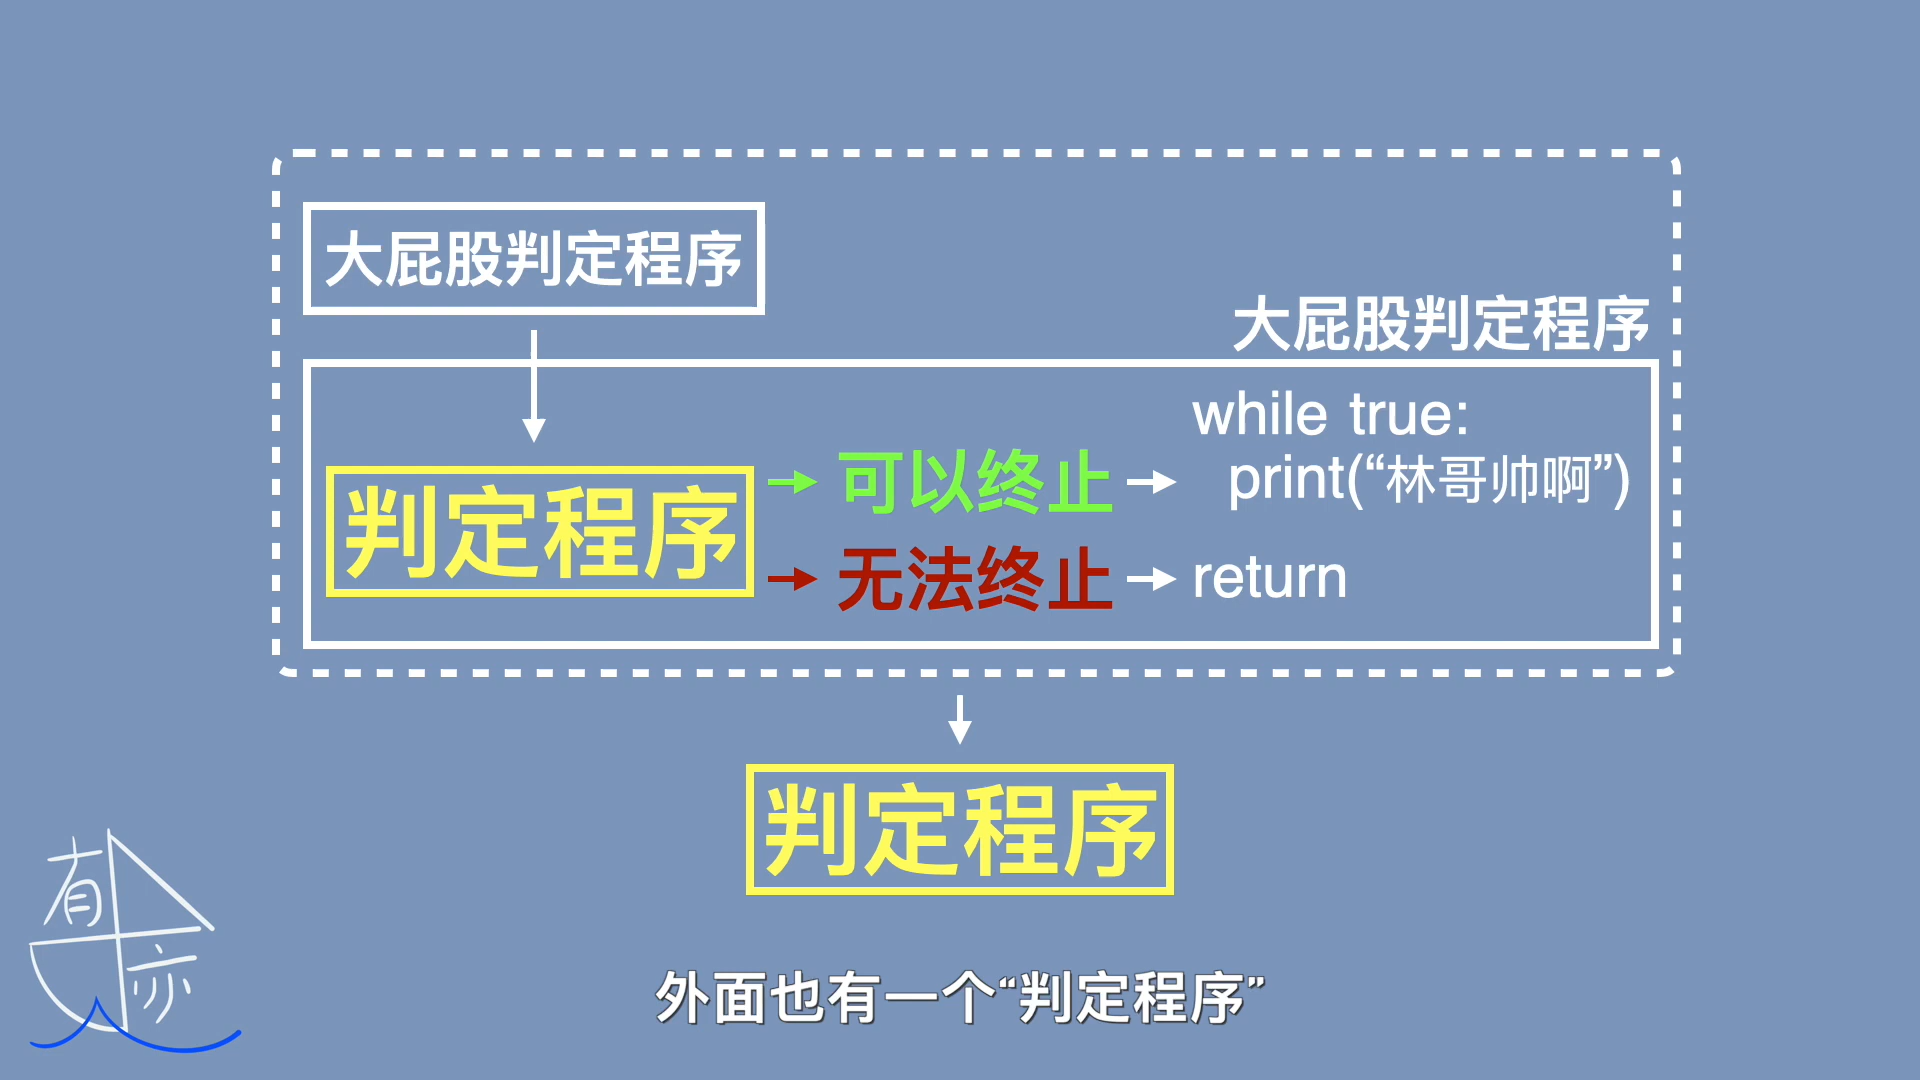 大屁股判定程序
大屁股判定程序
while true:
print(“林哥帅啊”)
判定程序
可以终止
无法终止
return
判定程序
有
亦
外面也有一个“判定程序”